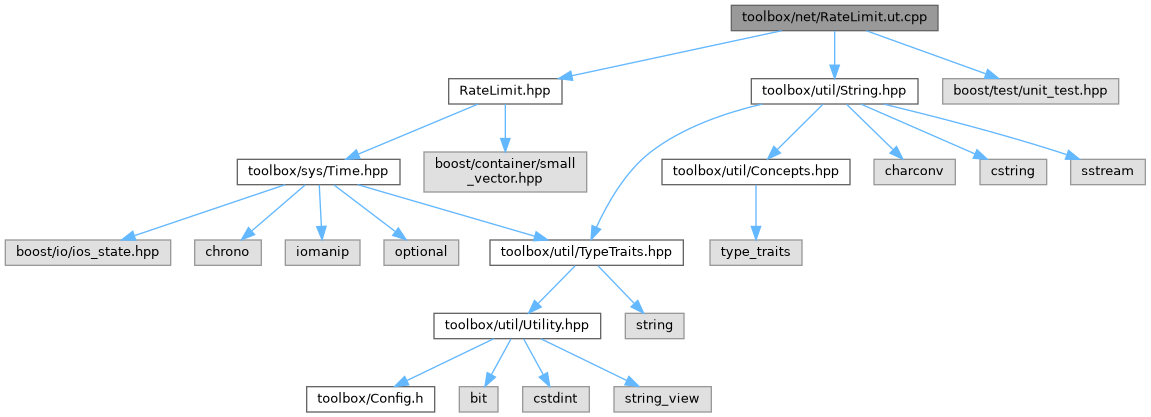 toolbox/net/RateLimit.ut.cpp
RateLimit.hpp
toolbox/util/String.hpp
boost/test/unit_test.hpp
toolbox/sys/Time.hpp
boost/container/small
_vector.hpp
toolbox/util/Concepts.hpp
charconv
cstring
sstream
boost/io/ios_state.hpp
chrono
iomanip
optional
toolbox/util/TypeTraits.hpp
type_traits
toolbox/util/Utility.hpp
string
toolbox/Config.h
bit
cstdint
string_view